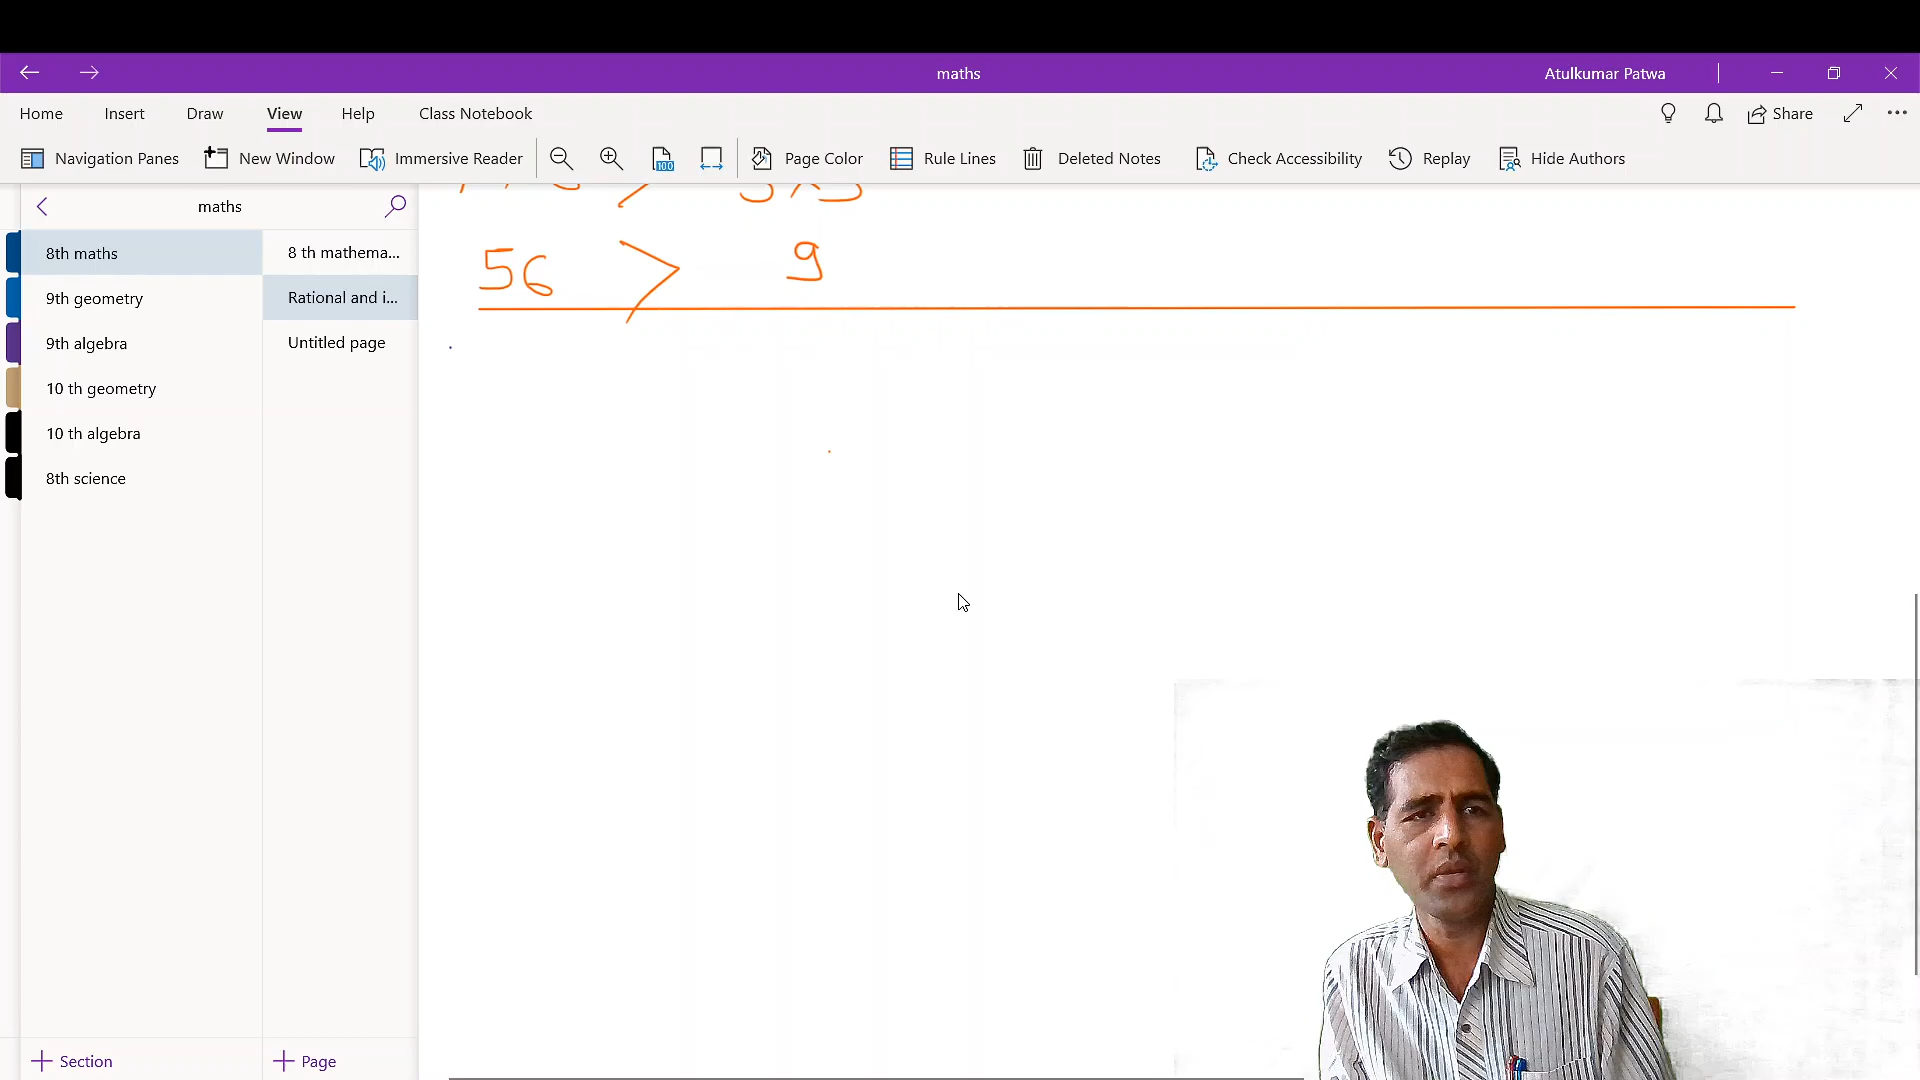 maths
Atulkumar Patwa
Home Insert Draw View Help Class Notebook
Share
Navigation Panes New Window Immersive Reader 100 Page Color Rule Lines Deleted Notes Check Accessibility Replay Hide Authors
maths
8th maths
9th geometry
9th algebra
10 th geometry
10 th algebra
8th science
8 th mathema...
Rational and i...
Untitled page
56 > 9
+ Section
+ Page